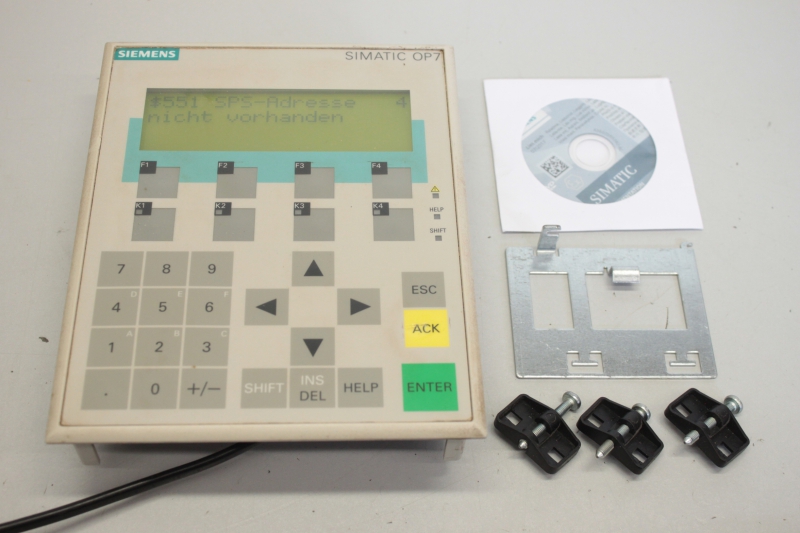 SIEMENS
SIMATIC OP7
$551 SPS-Adresse 4
nicht vorhanden
F1 F2 F3 F4
K1 K2 K3 K4
HELP
SHIFT
7 8 9
ESC
D E F
4 5 6
ACK
A B C
1 2 3
. 0 +/−
SHIFT INS DEL HELP ENTER
SIMATIC